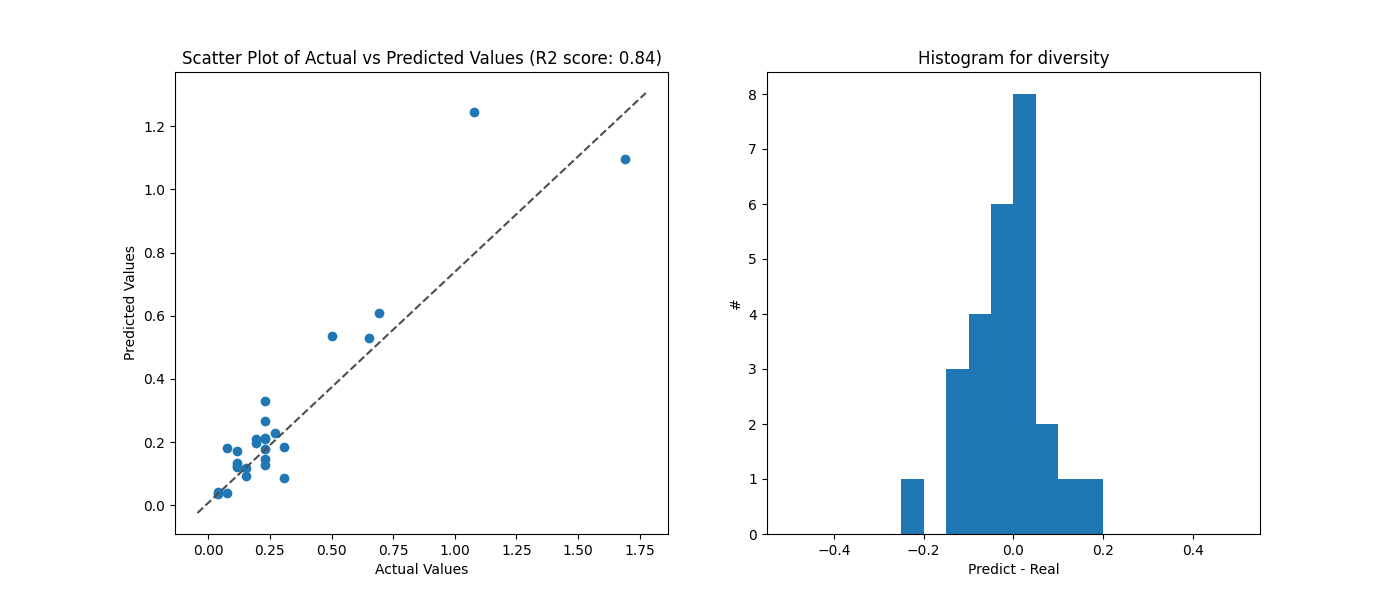 Scatter Plot of Actual vs Predicted Values (R2 score: 0.84)
Predicted Values
1.2
1.0
0.8
0.6
0.4
0.2
0.0
0.00 0.25 0.50 0.75 1.00 1.25 1.50 1.75
Actual Values
Histogram for diversity
#
8
7
6
5
4
3
2
1
0
−0.4 −0.2 0.0 0.2 0.4
Predict - Real